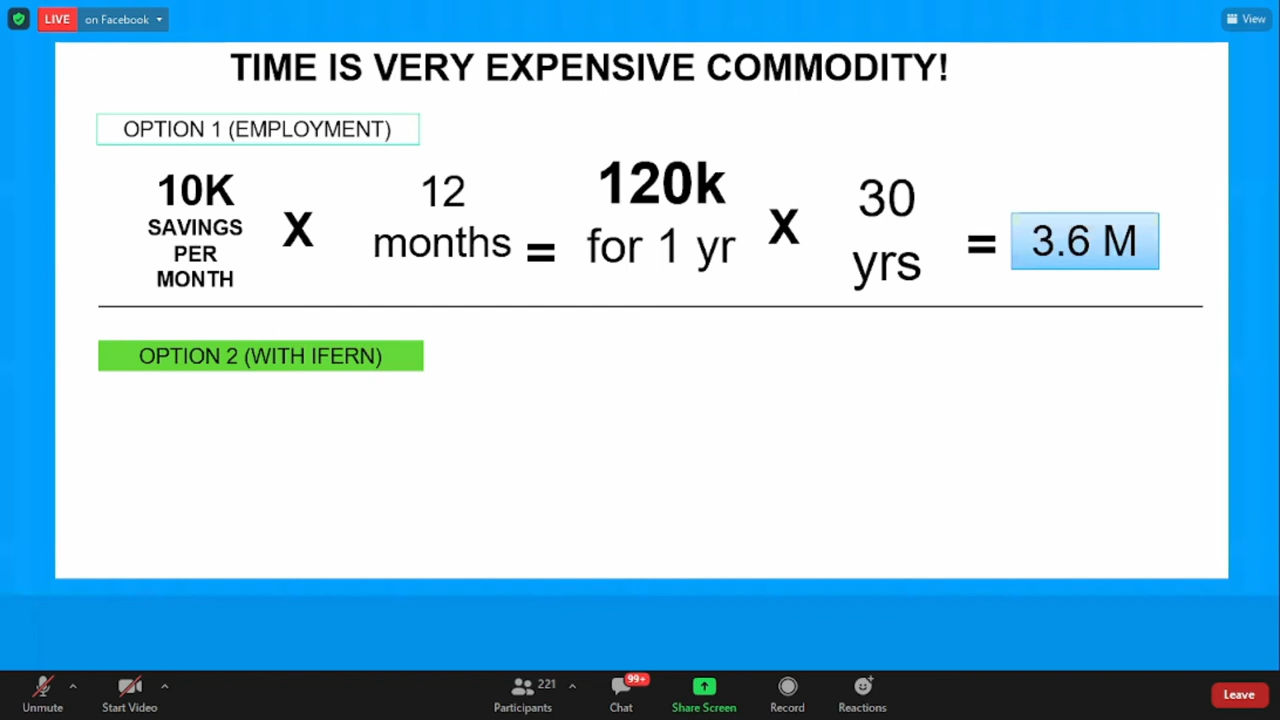 LIVE on Facebook
View
TIME IS VERY EXPENSIVE COMMODITY!
OPTION 1 (EMPLOYMENT)
10K
SAVINGS
PER
MONTH
X
12
months
=
120k
for 1 yr
X
30
yrs
=
3.6 M
OPTION 2 (WITH IFERN)
Unmute
Start Video
221
Participants
99+
Chat
Share Screen
Record
Reactions
Leave